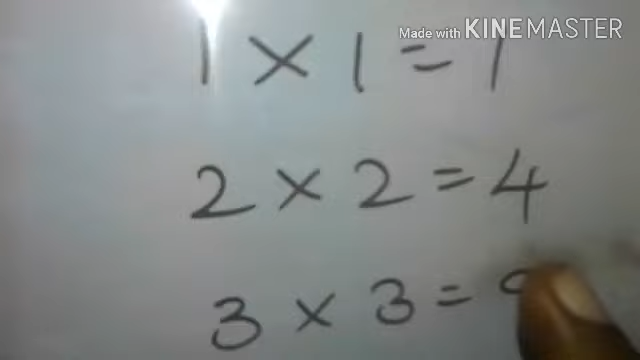 Made with KINEMASTER
1 × 1 = 1
2 × 2 = 4
3 × 3 =